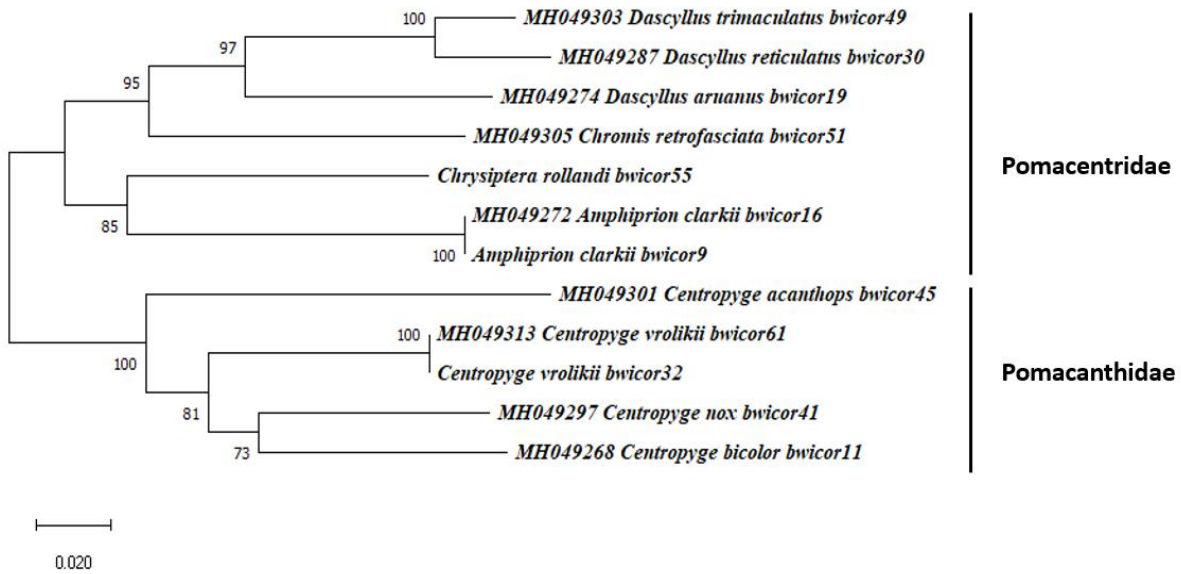 100
MH049303 Dascyllus trimaculatus bwicor49
97
MH049287 Dascyllus reticulatus bwicor30
95
MH049274 Dascyllus aruanus bwicor19
MH049305 Chromis retrofasciata bwicor51
Pomacentridae
Chrysiptera rollandi bwicor55
85
MH049272 Amphiprion clarkii bwicor16
100
Amphiprion clarkii bwicor9
MH049301 Centropyge acanthops bwicor45
100
MH049313 Centropyge vrolikii bwicor61
100
Centropyge vrolikii bwicor32
Pomacanthidae
81
MH049297 Centropyge nox bwicor41
73
MH049268 Centropyge bicolor bwicor11
0.020